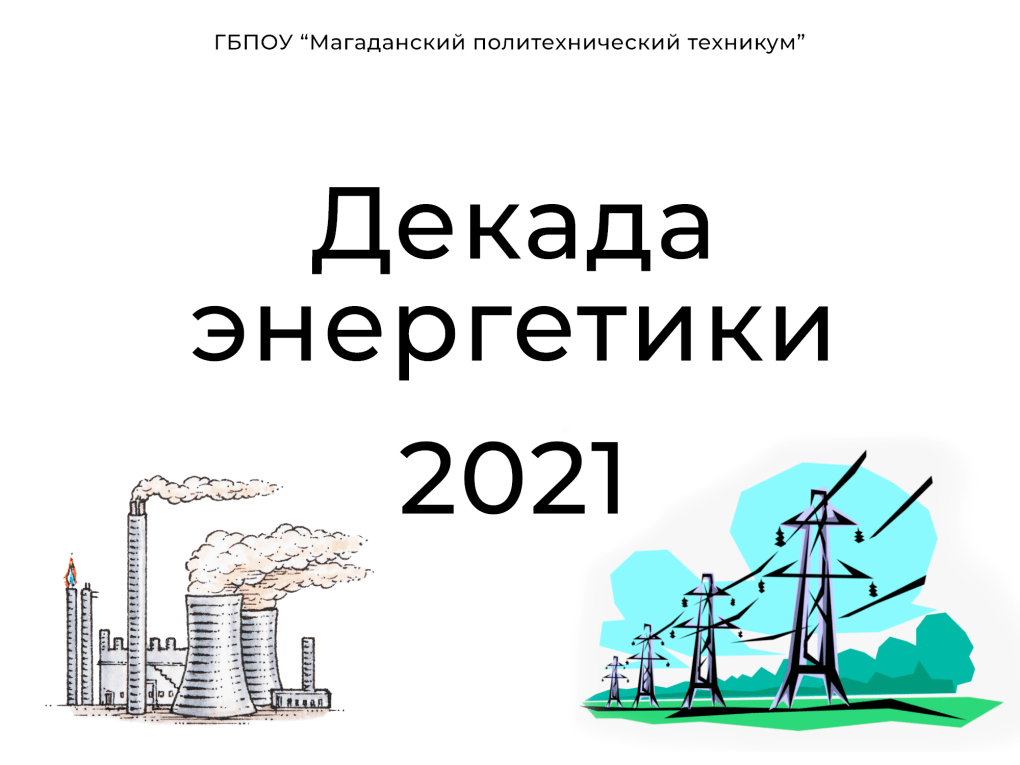 ГБПОУ “Магаданский политехнический техникум”
Декада
энергетики
2021